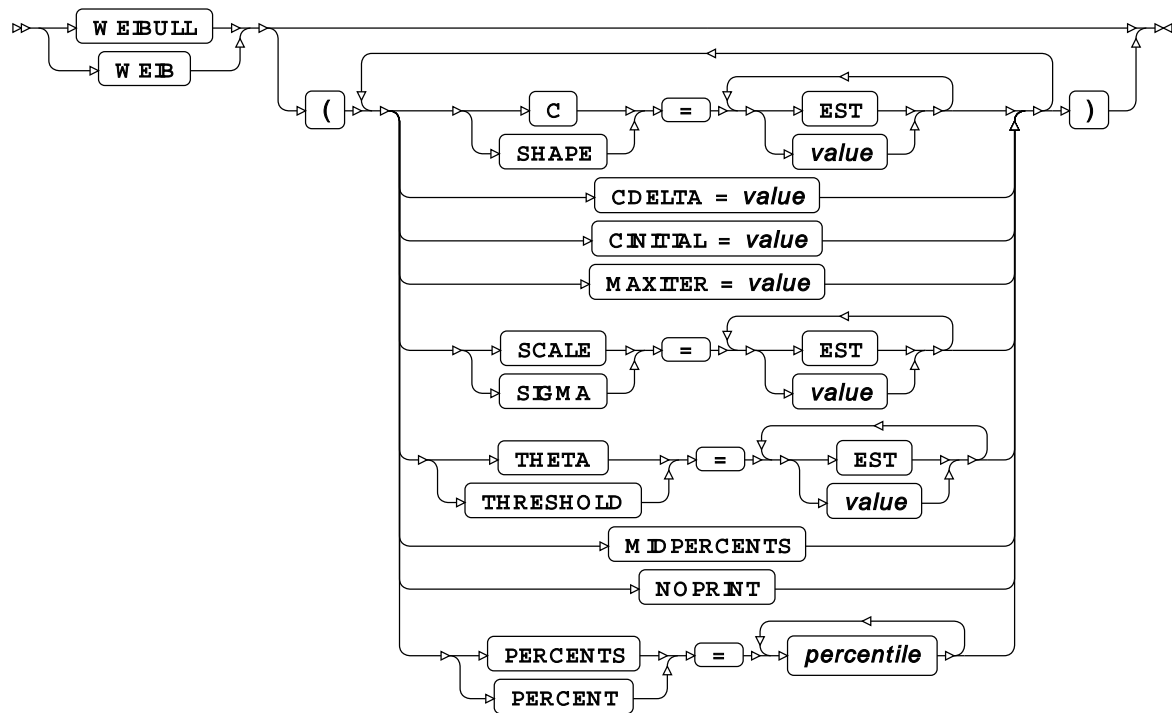 WEIBULL
WEIB
( C = EST )
SHAPE value
CDELTA = value
CINITIAL = value
MAXITER = value
SCALE = EST
SIGMA value
THETA = EST
THRESHOLD value
MIDPERCENTS
NOPRINT
PERCENTS = percentile
PERCENT